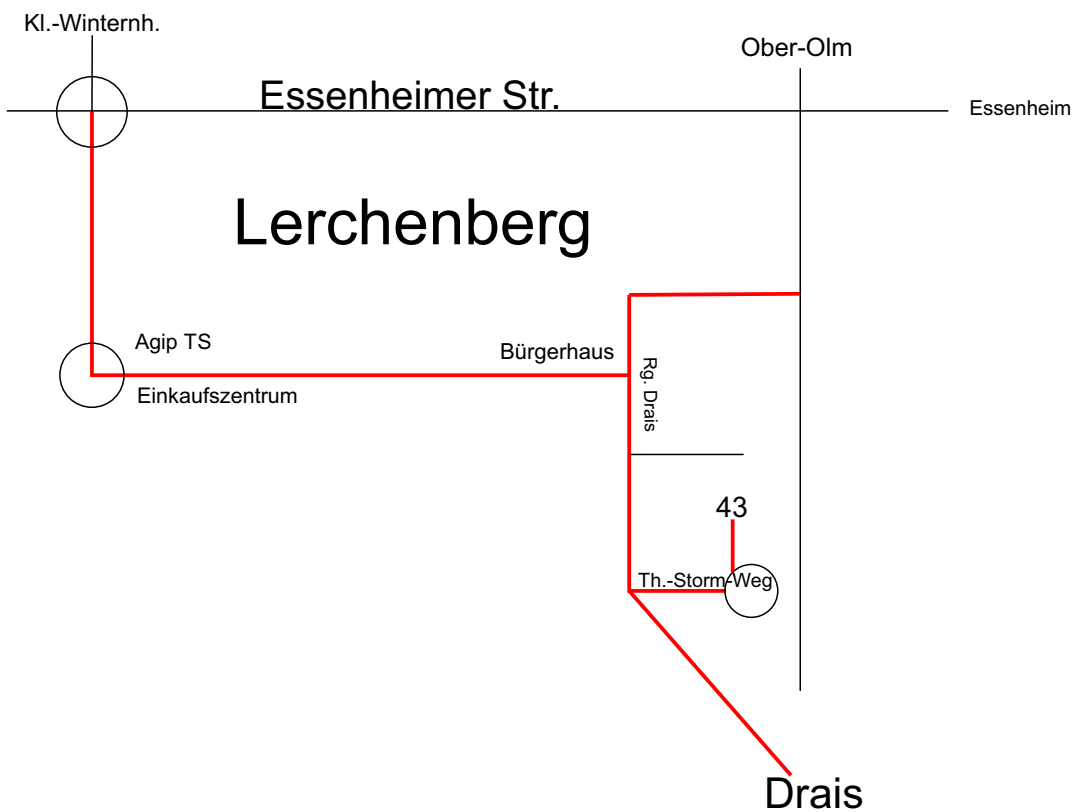 Kl.-Winternh.
Ober-Olm
Essenheimer Str.
Essenheim
Lerchenberg
Agip TS
Bürgerhaus
Einkaufszentrum
Rg. Drais
43
Th.-Storm-Weg
Drais